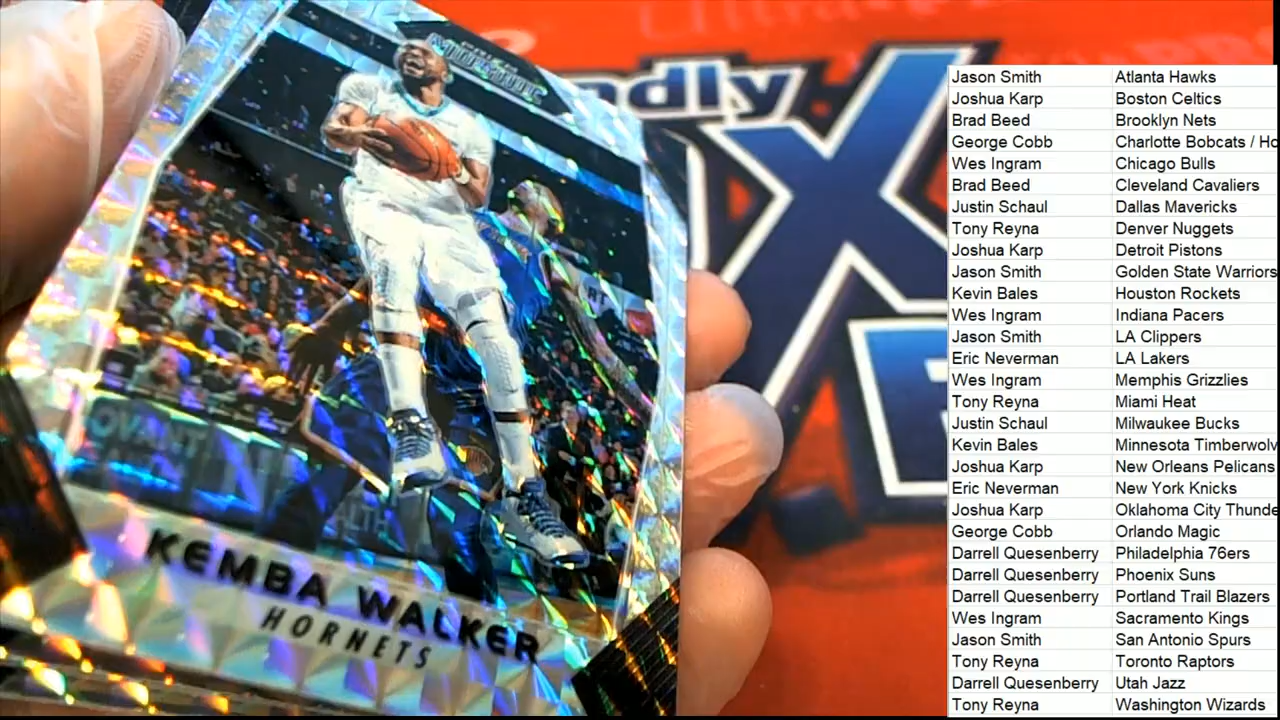 PRIZM
MOSAIC
ndly
X
OVANT
ALTH
RT
KEMBA WALKER
HORNETS
Jason Smith Atlanta Hawks
Joshua Karp Boston Celtics
Brad Beed Brooklyn Nets
George Cobb Charlotte Bobcats / Ho
Wes Ingram Chicago Bulls
Brad Beed Cleveland Cavaliers
Justin Schaul Dallas Mavericks
Tony Reyna Denver Nuggets
Joshua Karp Detroit Pistons
Jason Smith Golden State Warriors
Kevin Bales Houston Rockets
Wes Ingram Indiana Pacers
Jason Smith LA Clippers
Eric Neverman LA Lakers
Wes Ingram Memphis Grizzlies
Tony Reyna Miami Heat
Justin Schaul Milwaukee Bucks
Kevin Bales Minnesota Timberwolv
Joshua Karp New Orleans Pelicans
Eric Neverman New York Knicks
Joshua Karp Oklahoma City Thunde
George Cobb Orlando Magic
Darrell Quesenberry Philadelphia 76ers
Darrell Quesenberry Phoenix Suns
Darrell Quesenberry Portland Trail Blazers
Wes Ingram Sacramento Kings
Jason Smith San Antonio Spurs
Tony Reyna Toronto Raptors
Darrell Quesenberry Utah Jazz
Tony Reyna Washington Wizards